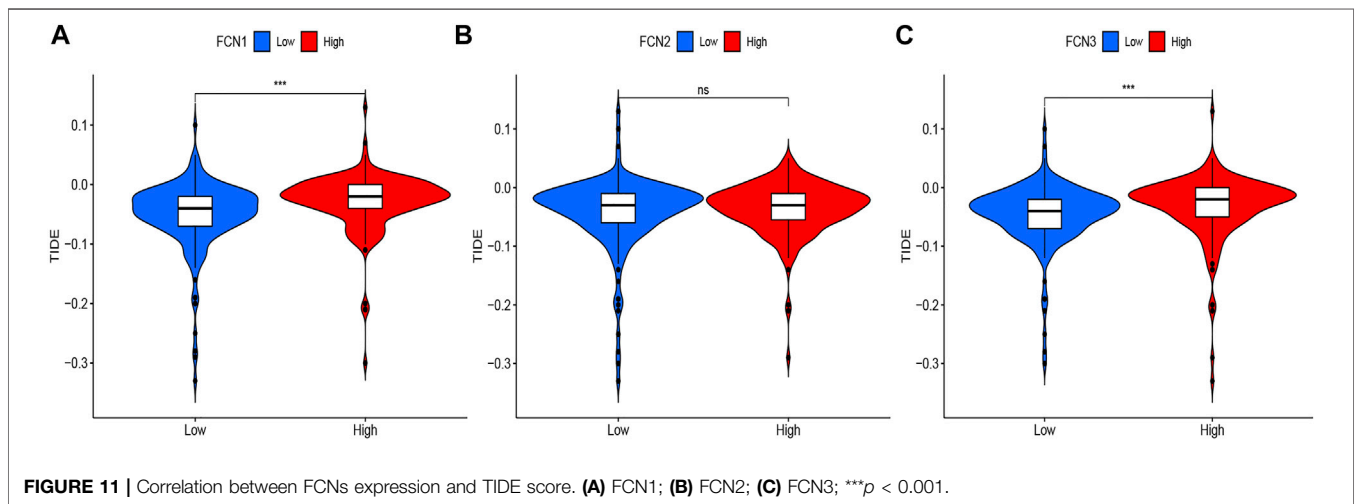 A
FCN1 Low High
***
TIDE
0.1
0.0
−0.1
−0.2
−0.3
Low High
B
FCN2 Low High
ns
TIDE
0.1
0.0
−0.1
−0.2
−0.3
Low High
C
FCN3 Low High
***
TIDE
0.1
0.0
−0.1
−0.2
−0.3
Low High
FIGURE 11 | Correlation between FCNs expression and TIDE score. (A) FCN1; (B) FCN2; (C) FCN3; ***p < 0.001.